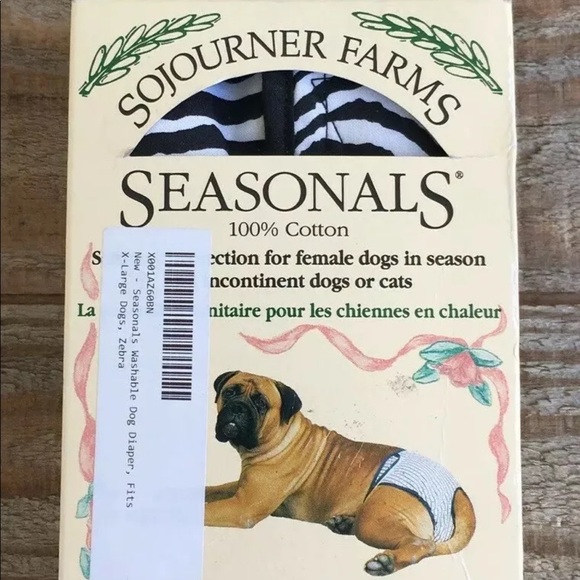 SOJOURNER FARMS
SEASONALS®
100% Cotton
S ection for female dogs in season
ncontinent dogs or cats
La nitaire pour les chiennes en chaleur
X001AZ60BN
New - Seasonals Washable Dog Diaper, Fits
X-Large Dogs, Zebra